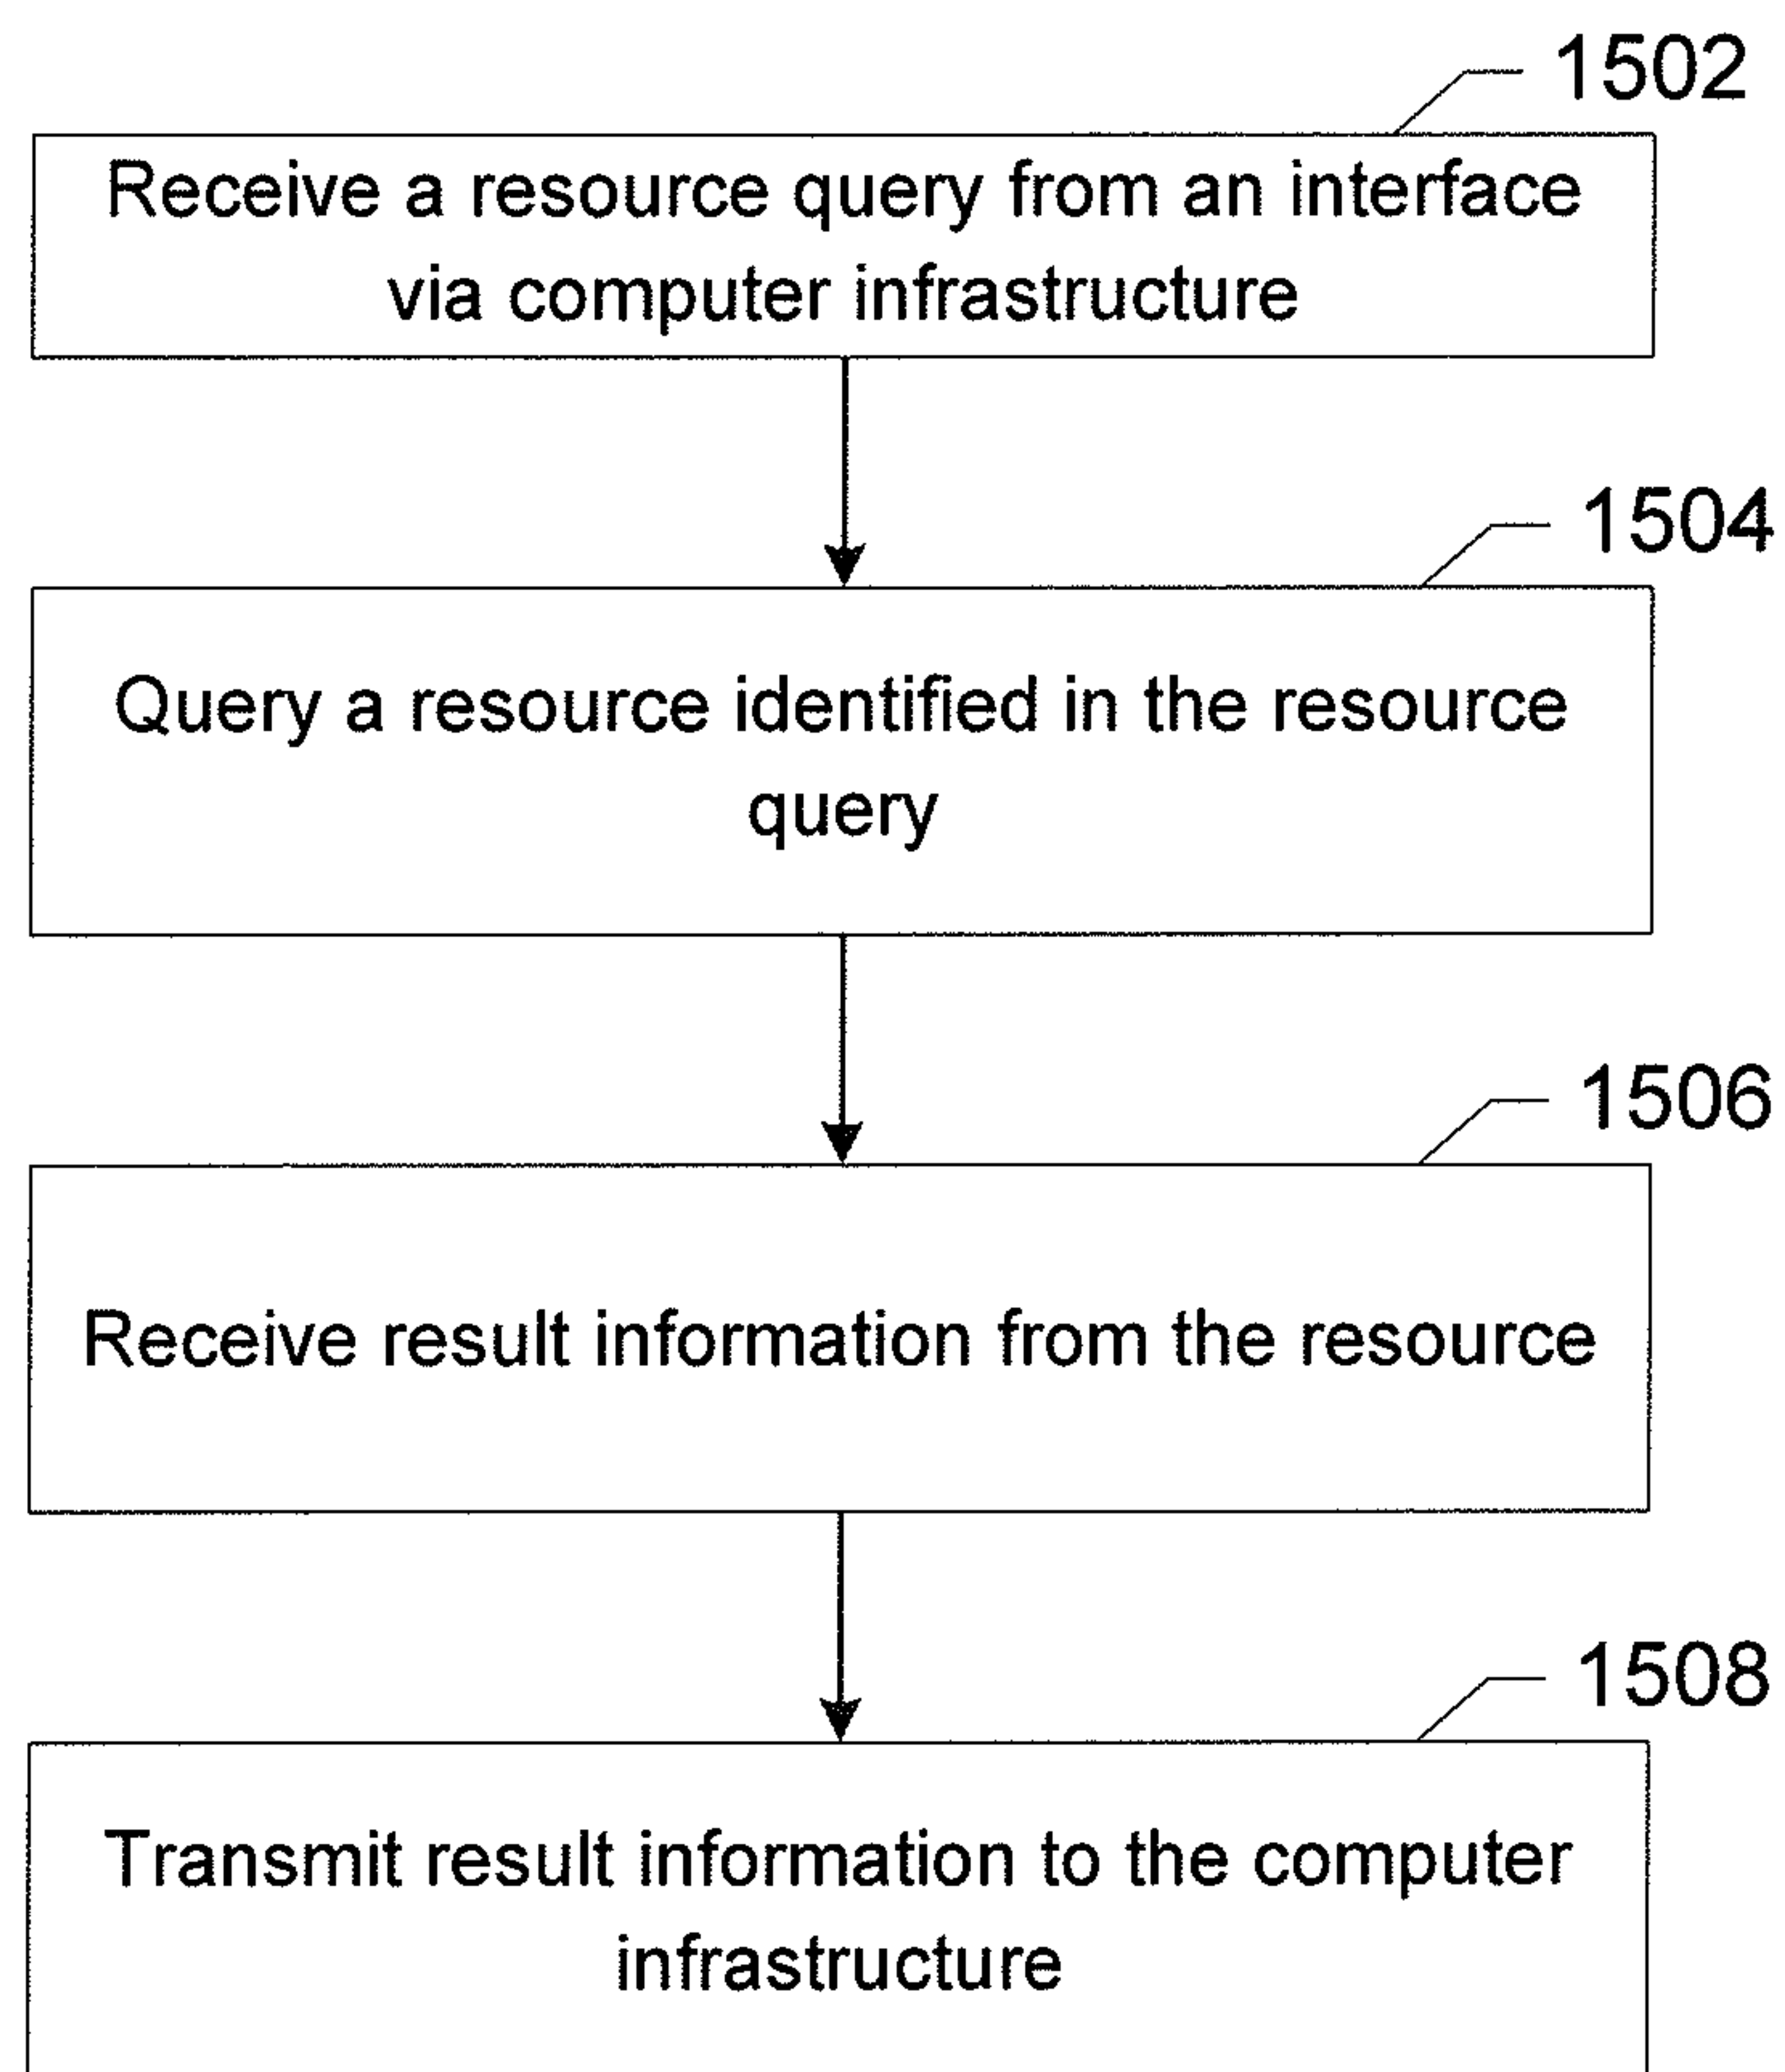 1502
Receive a resource query from an interface
via computer infrastructure
1504
Query a resource identified in the resource
query
1506
Receive result information from the resource
1508
Transmit result information to the computer
infrastructure